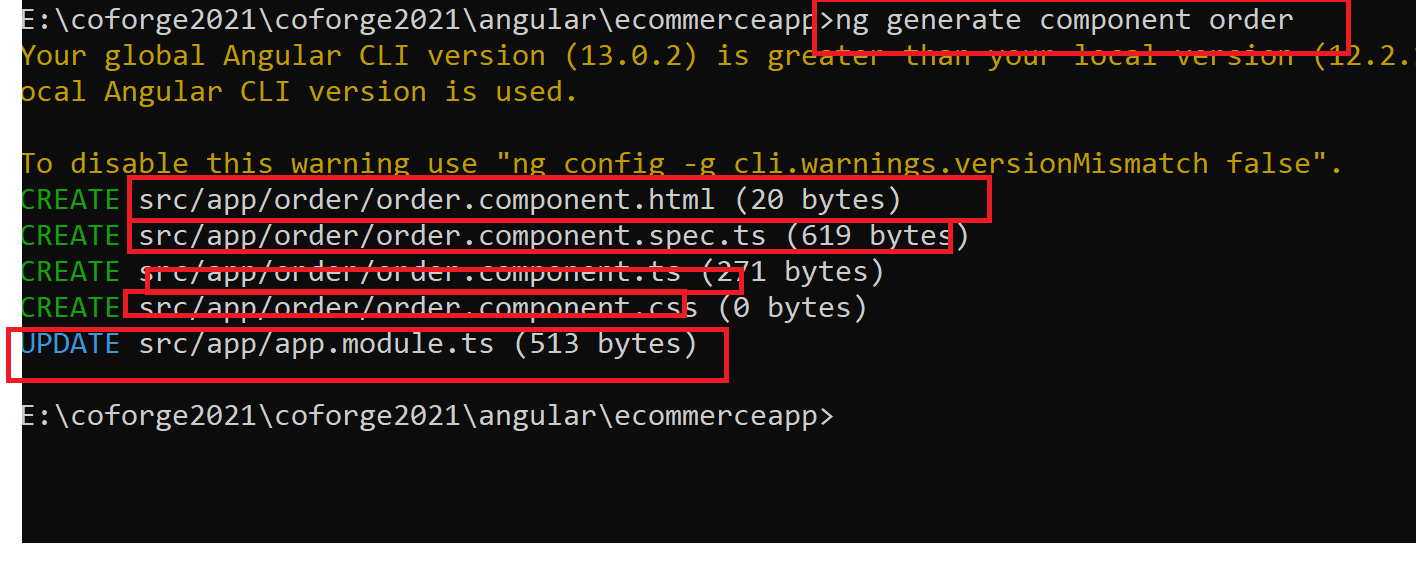 E:\coforge2021\coforge2021\angular\ecommerceapp>ng generate component order
Your global Angular CLI version (13.0.2) is greater than your local version (12.2.
ocal Angular CLI version is used.
To disable this warning use "ng config -g cli.warnings.versionMismatch false".
CREATE src/app/order/order.component.html (20 bytes)
CREATE src/app/order/order.component.spec.ts (619 bytes)
CREATE src/app/order/order.component.ts (271 bytes)
CREATE src/app/order/order.component.css (0 bytes)
UPDATE src/app/app.module.ts (513 bytes)
E:\coforge2021\coforge2021\angular\ecommerceapp>